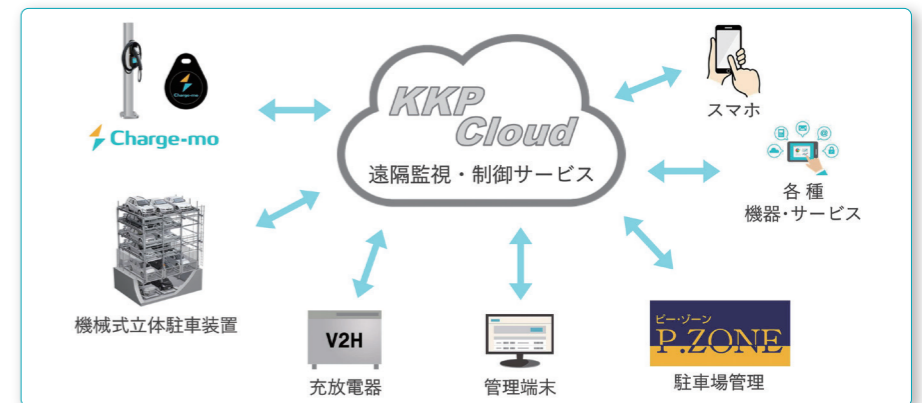 KKP
Cloud
遠隔監視・制御サービス
Charge-mo
Charge-mo
スマホ
各種
機器・サービス
機械式立体駐車装置
V2H
充放電器
管理端末
ピー・ゾーン
P.ZONE
駐車場管理